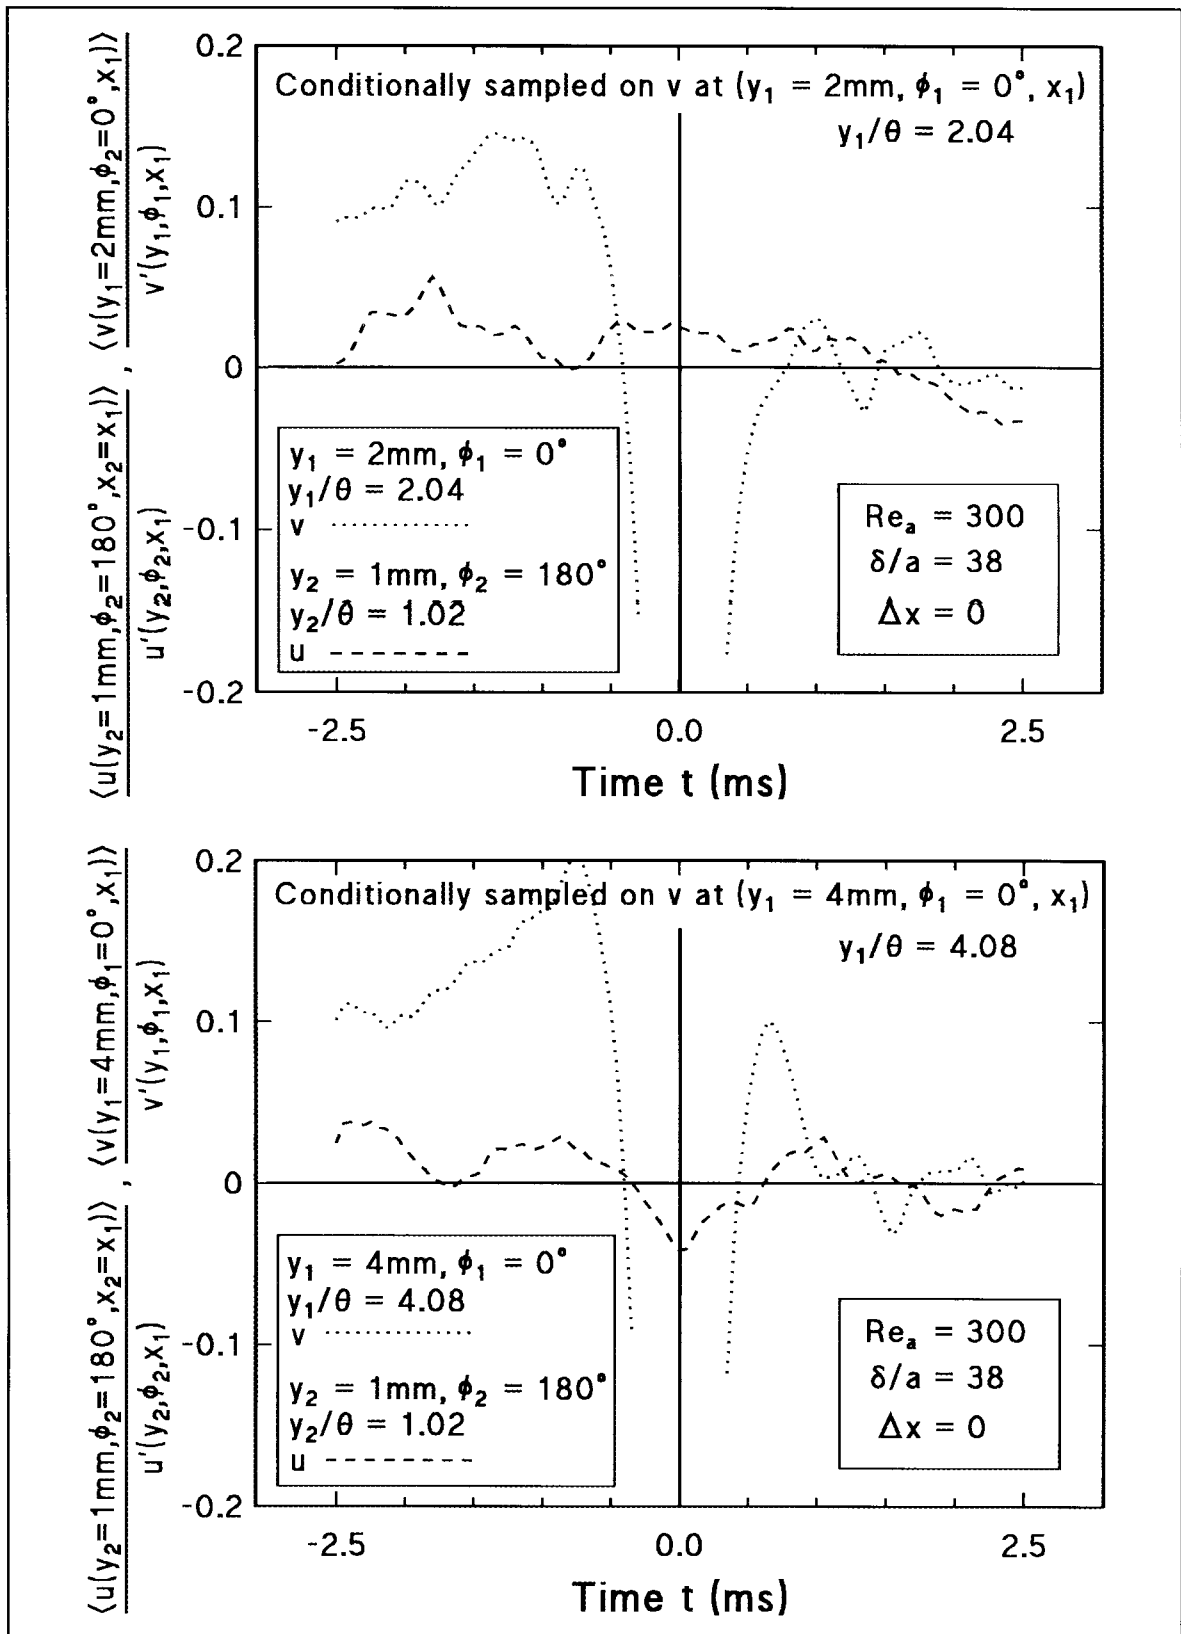 ⟨v(y₁=2mm,ϕ₂=0°,x₁)⟩
v'(y₁,ϕ₁,x₁)
,
⟨u(y₂=1mm,ϕ₂=180°,x₂=x₁)⟩
u'(y₂,ϕ₂,x₁)
0.2
0.1
0
-0.1
-0.2
Conditionally sampled on v at (y₁ = 2mm, ϕ₁ = 0°, x₁)
y₁/θ = 2.04
y₁ = 2mm, ϕ₁ = 0°
y₁/θ = 2.04
v
y₂ = 1mm, ϕ₂ = 180°
y₂/θ = 1.02
u
Reₐ = 300
δ/a = 38
Δx = 0
-2.5
0.0
2.5
Time t (ms)
⟨v(y₁=4mm,ϕ₁=0°,x₁)⟩
v'(y₁,ϕ₁,x₁)
,
⟨u(y₂=1mm,ϕ₂=180°,x₂=x₁)⟩
u'(y₂,ϕ₂,x₁)
0.2
0.1
0
-0.1
-0.2
Conditionally sampled on v at (y₁ = 4mm, ϕ₁ = 0°, x₁)
y₁/θ = 4.08
y₁ = 4mm, ϕ₁ = 0°
y₁/θ = 4.08
v
y₂ = 1mm, ϕ₂ = 180°
y₂/θ = 1.02
u
Reₐ = 300
δ/a = 38
Δx = 0
-2.5
0.0
2.5
Time t (ms)